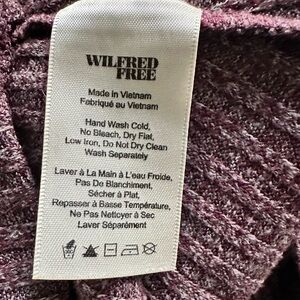 WILFRED
FREE
Made in Vietnam
Fabriqué au Vietnam
Hand Wash Cold,
No Bleach, Dry Flat,
Low Iron, Do Not Dry Clean
Wash Separately
Laver à La Main à L'eau Froide,
Pas De Blanchiment,
Sécher à Plat,
Repasser à Basse Température,
Ne Pas Nettoyer à Sec
Laver Séparément